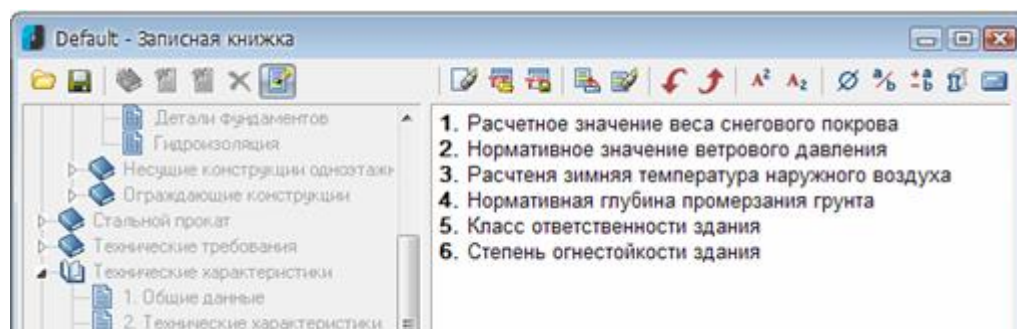 Default - Записная книжка
Детали фундаментов
Гидроизоляция
Несущие конструкции одноэтажн
Ограждающие конструкции
Стальной прокат
Технические требования
Технические характеристики
1. Общие данные
2. Технические характеристики
1. Расчетное значение веса снегового покрова
2. Нормативное значение ветрового давления
3. Расчтеня зимняя температура наружного воздуха
4. Нормативная глубина промерзания грунта
5. Класс ответственности здания
6. Степень огнестойкости здания